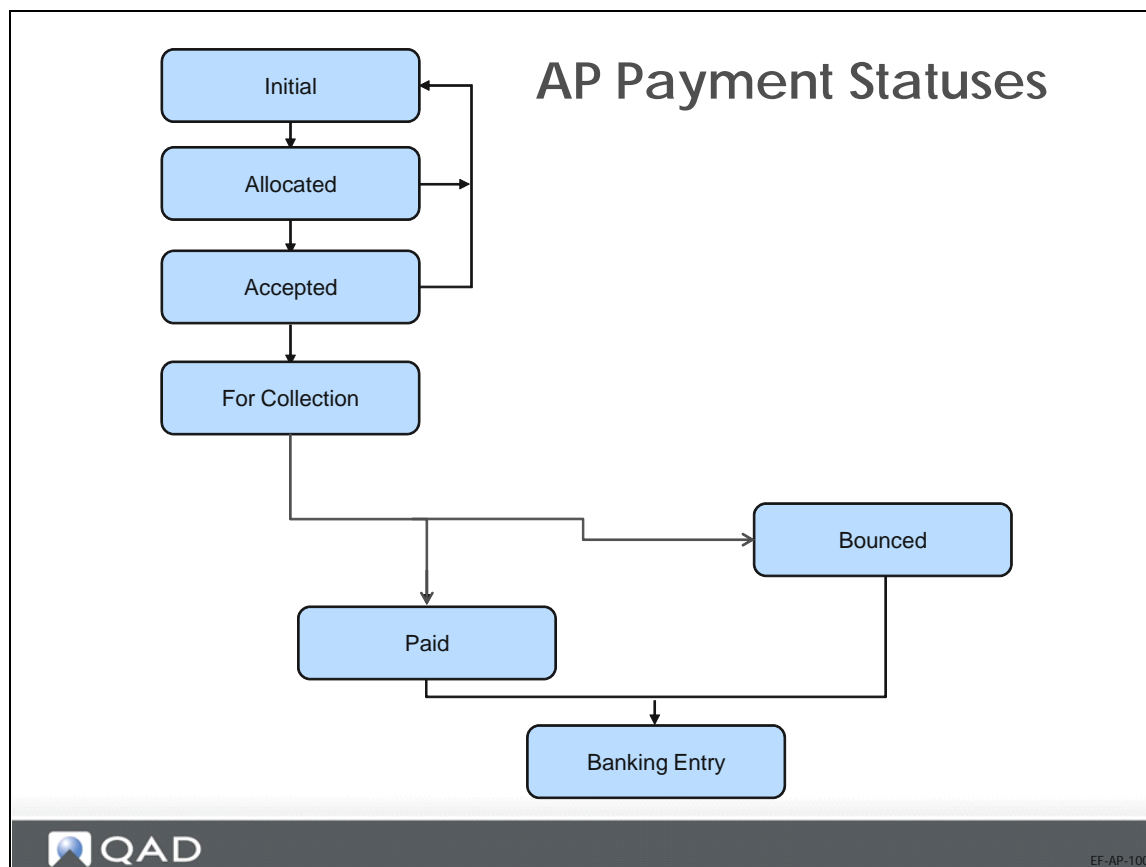 AP Payment Statuses
Initial
Allocated
Accepted
For Collection
Bounced
Paid
Banking Entry
QAD